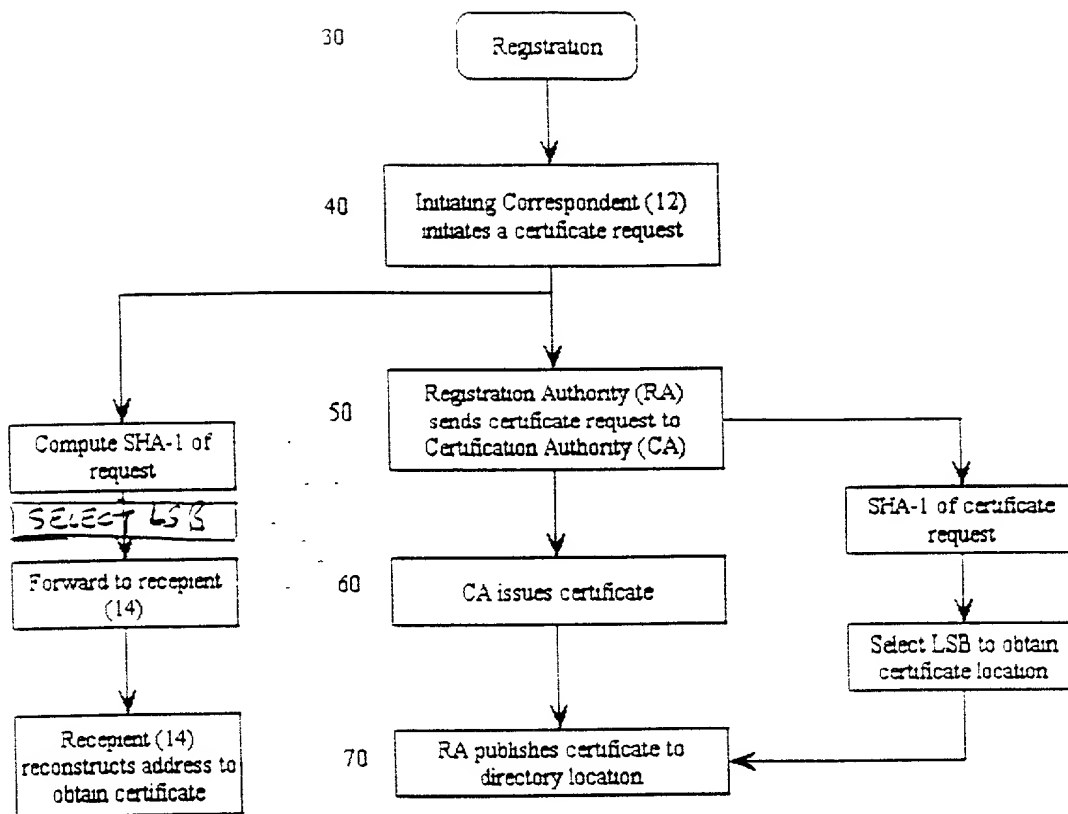 30
Registration
40
Initiating Correspondent (12)
initiates a certificate request
50
Registration Authority (RA)
sends certificate request to
Certification Authority (CA)
Compute SHA-1 of
request
SELECT LSB
SHA-1 of certificate
request
Forward to recepient
(14)
60
CA issues certificate
Select LSB to obtain
certificate location
Recepient (14)
reconstructs address to
obtain certificate
70
RA publishes certificate to
directory location